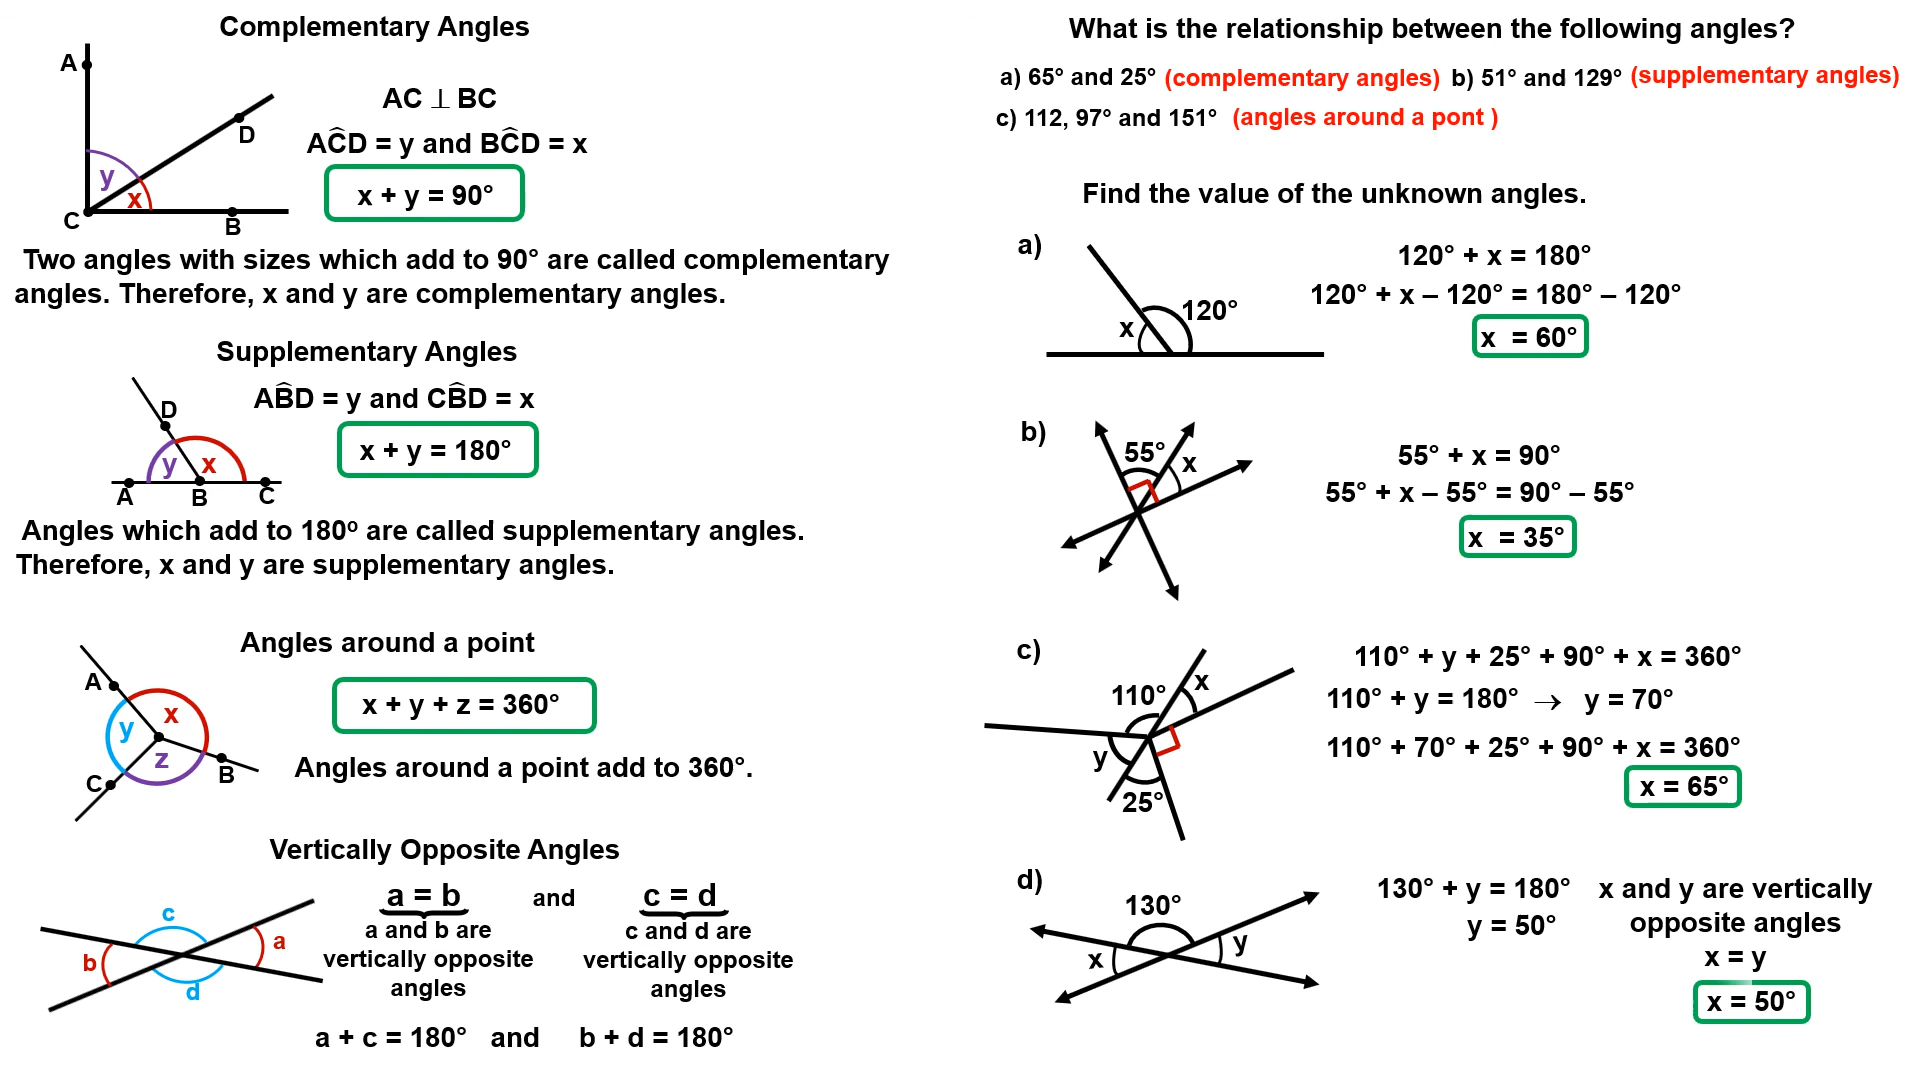 Complementary Angles
A
D
y
x
C
B
AC ⊥ BC
AĈD = y and BĈD = x
x + y = 90°
Two angles with sizes which add to 90° are called complementary
angles. Therefore, x and y are complementary angles.
Supplementary Angles
D
y
x
A
B
C
AB̂D = y and CB̂D = x
x + y = 180°
Angles which add to 180º are called supplementary angles.
Therefore, x and y are supplementary angles.
Angles around a point
A
x
y
z
C
B
x + y + z = 360°
Angles around a point add to 360°.
Vertically Opposite Angles
c
a
b
d
a = b and c = d
a and b are
vertically opposite
angles
c and d are
vertically opposite
angles
a + c = 180° and b + d = 180°
What is the relationship between the following angles?
a) 65° and 25° (complementary angles) b) 51° and 129° (supplementary angles)
c) 112, 97° and 151° (angles around a pont )
Find the value of the unknown angles.
a)
120°
x
120° + x = 180°
120° + x – 120° = 180° – 120°
x = 60°
b)
55°
x
55° + x = 90°
55° + x – 55° = 90° – 55°
x = 35°
c)
110°
x
y
25°
110° + y + 25° + 90° + x = 360°
110° + y = 180° → y = 70°
110° + 70° + 25° + 90° + x = 360°
x = 65°
d)
130°
x
y
130° + y = 180°
y = 50°
x and y are vertically
opposite angles
x = y
x = 50°